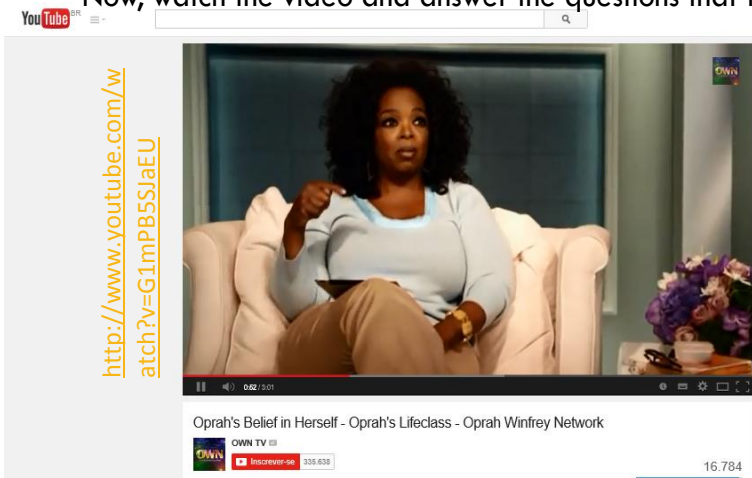 Now, watch the video and answer the questions that
YouTube BR
http://www.youtube.com/w
atch?v=G1mPB5SJaEU
OWN
0:62 / 3:01
Oprah's Belief in Herself - Oprah's Lifeclass - Oprah Winfrey Network
OWN
OWN TV
Inscrever-se 335.638
16.784